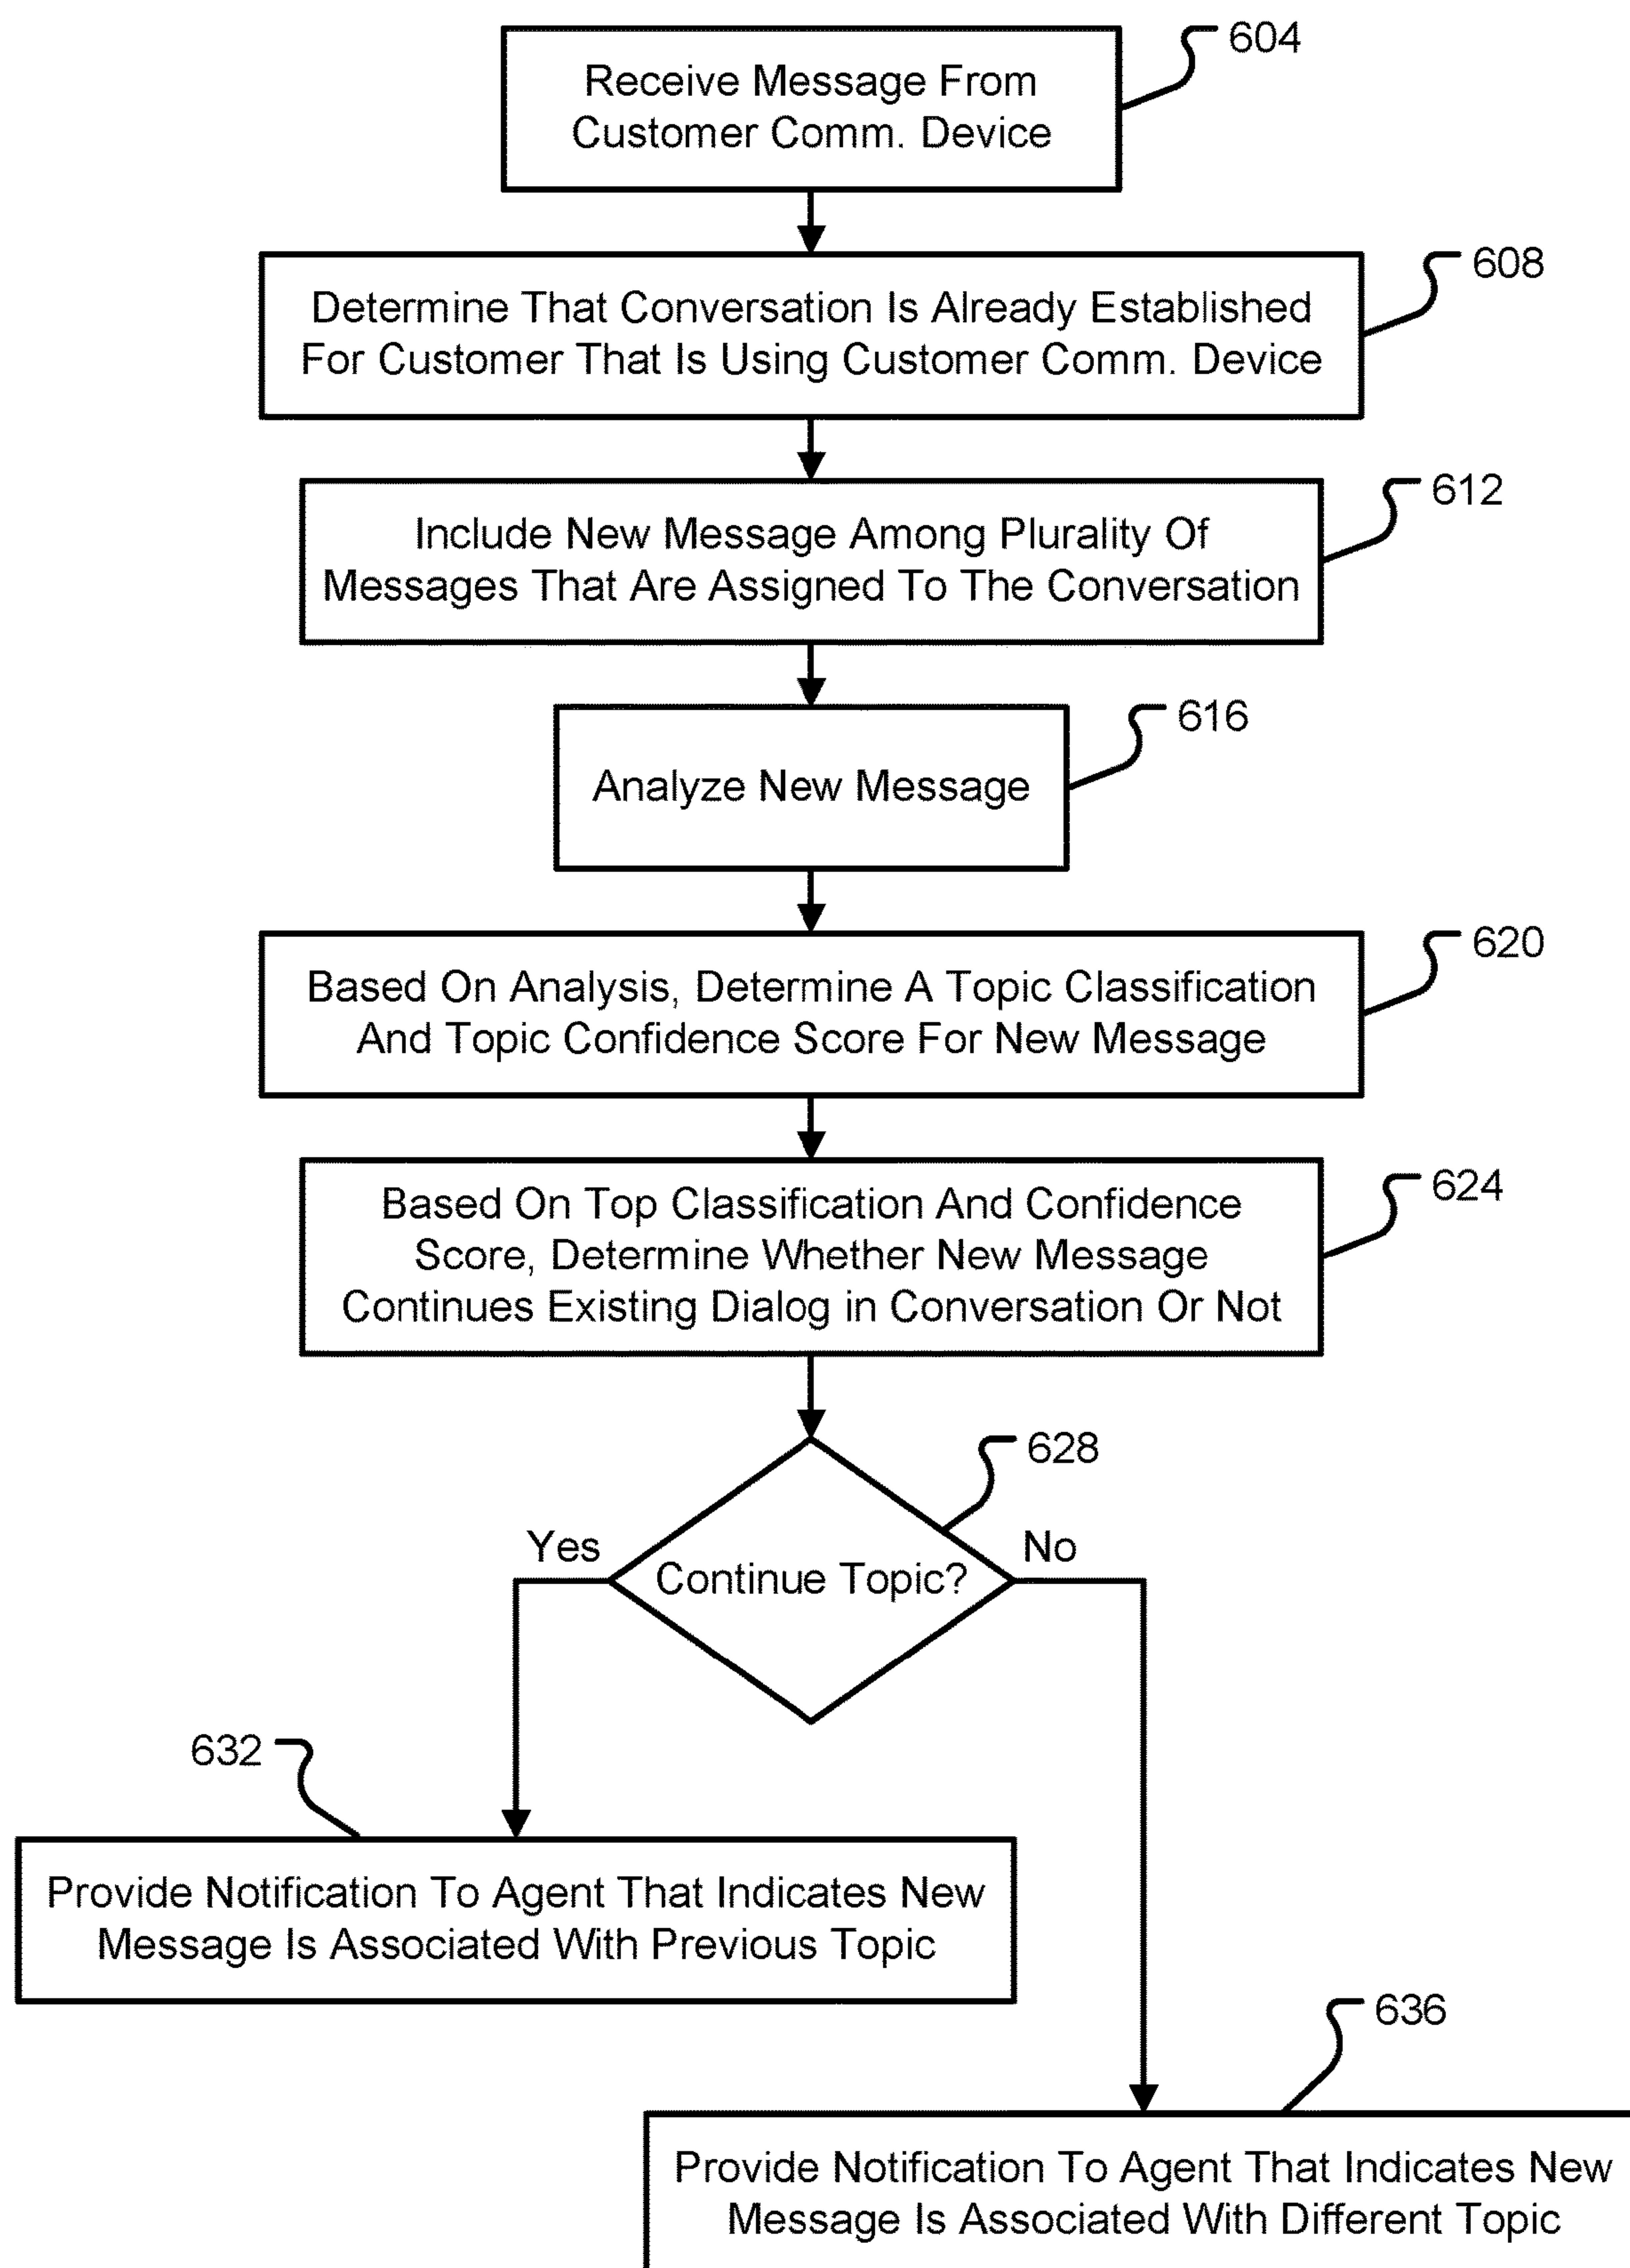 604
Receive Message From
Customer Comm. Device
608
Determine That Conversation Is Already Established
For Customer That Is Using Customer Comm. Device
612
Include New Message Among Plurality Of
Messages That Are Assigned To The Conversation
616
Analyze New Message
620
Based On Analysis, Determine A Topic Classification
And Topic Confidence Score For New Message
624
Based On Top Classification And Confidence
Score, Determine Whether New Message
Continues Existing Dialog in Conversation Or Not
628
Yes
No
Continue Topic?
632
Provide Notification To Agent That Indicates New
Message Is Associated With Previous Topic
636
Provide Notification To Agent That Indicates New
Message Is Associated With Different Topic